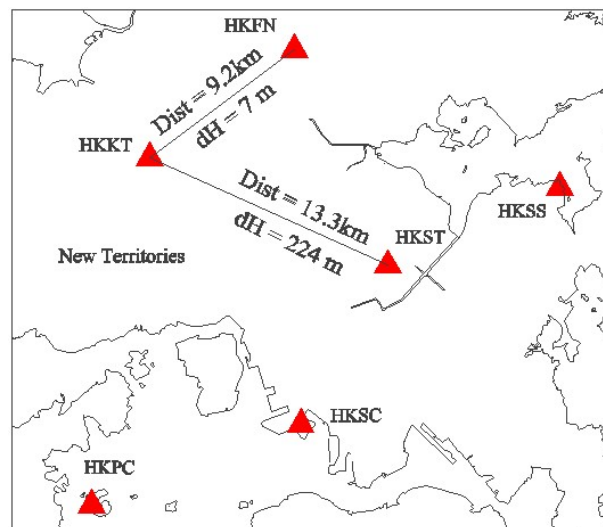 HKFN
Dist = 9.2km
dH = 7 m
HKKT
Dist = 13.3km
dH = 224 m
HKSS
HKST
New Territories
HKSC
HKPC